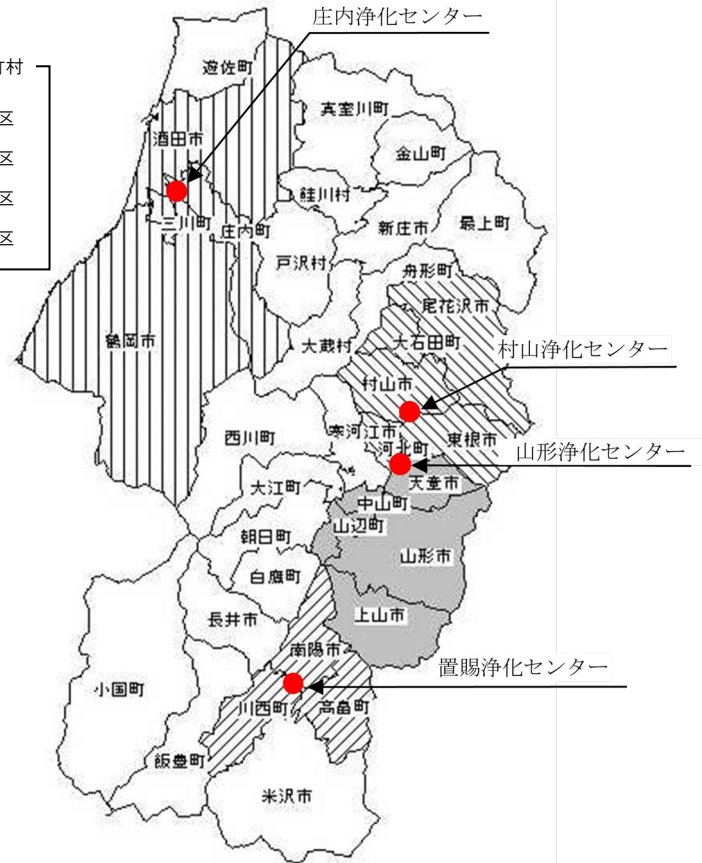 庄内浄化センター
町村
遊佐町
真室川町
区
酒田市
金山町
区
鮭川村
区
三川町
庄内町
新庄市
最上町
区
戸沢村
舟形町
尾花沢市
鶴岡市
大蔵村
大石田町
村山浄化センター
村山市
西川町
寒河江市
河北町
東根市
山形浄化センター
大江町
天童市
中山町
山辺町
朝日町
山形市
白鷹町
長井市
上山市
南陽市
置賜浄化センター
小国町
川西町
高畠町
飯豊町
米沢市